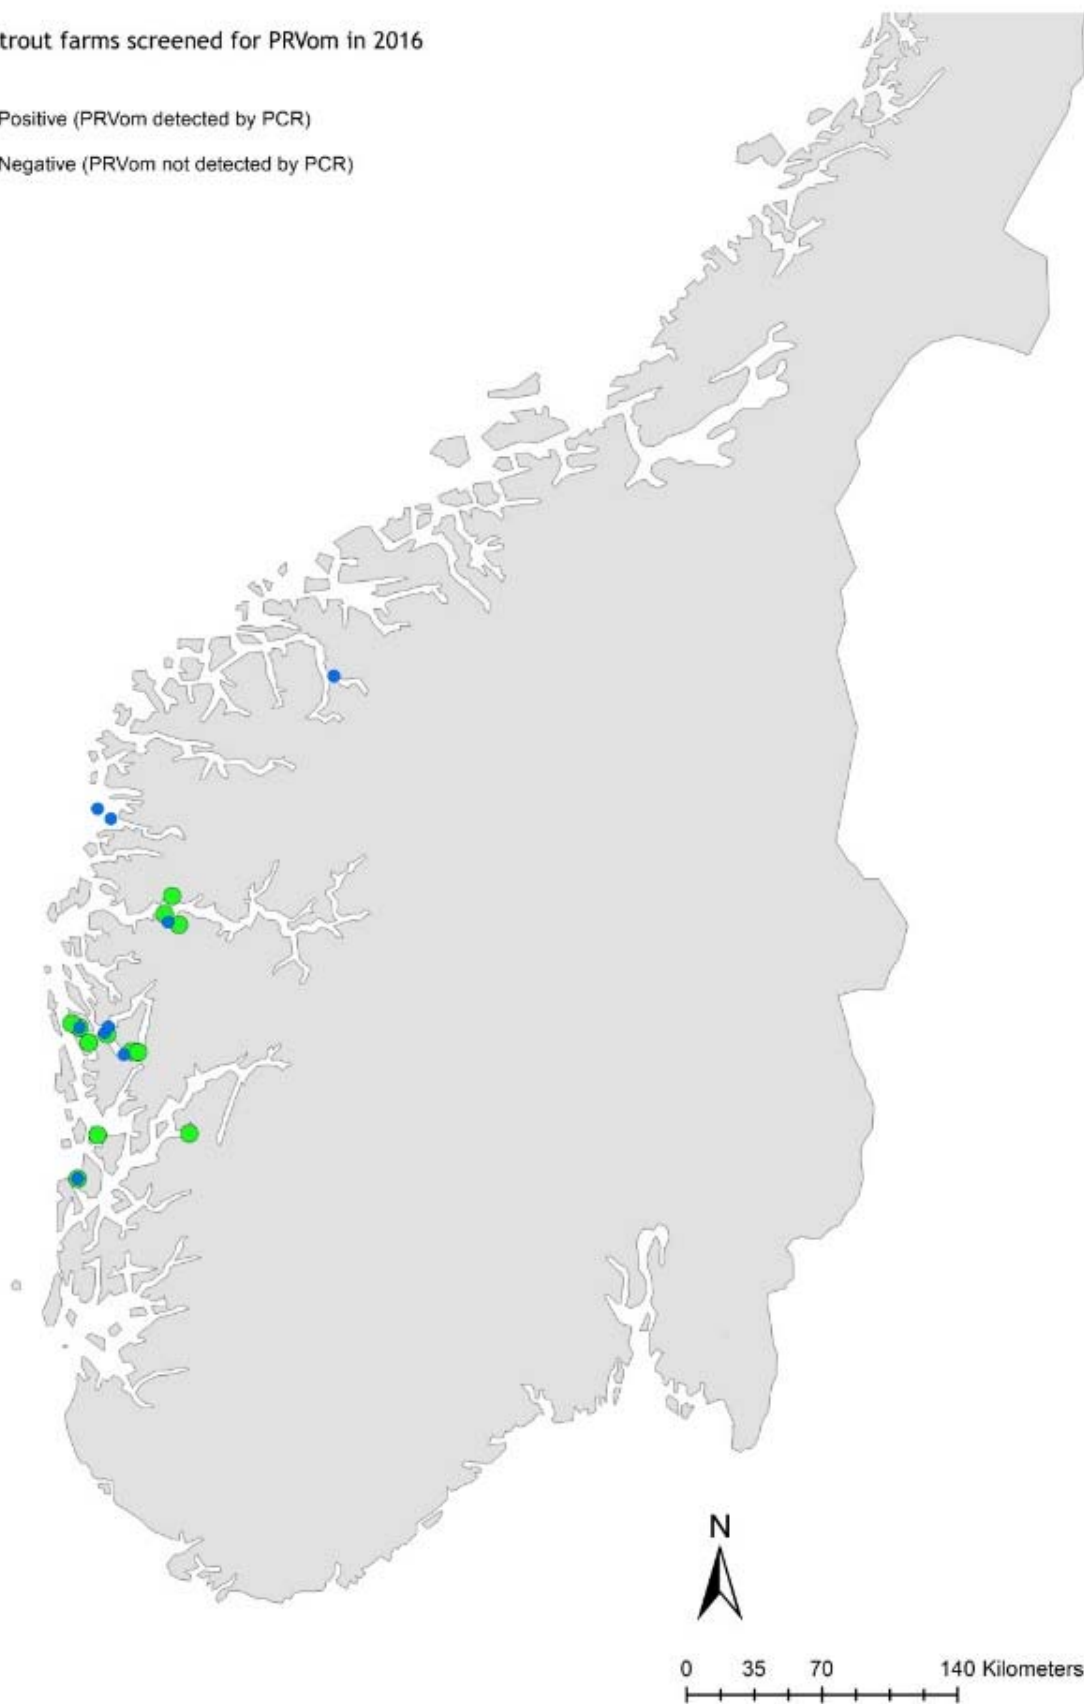 trout farms screened for PRVom in 2016
Positive (PRVom detected by PCR)
Negative (PRVom not detected by PCR)
N
0 35 70 140 Kilometers